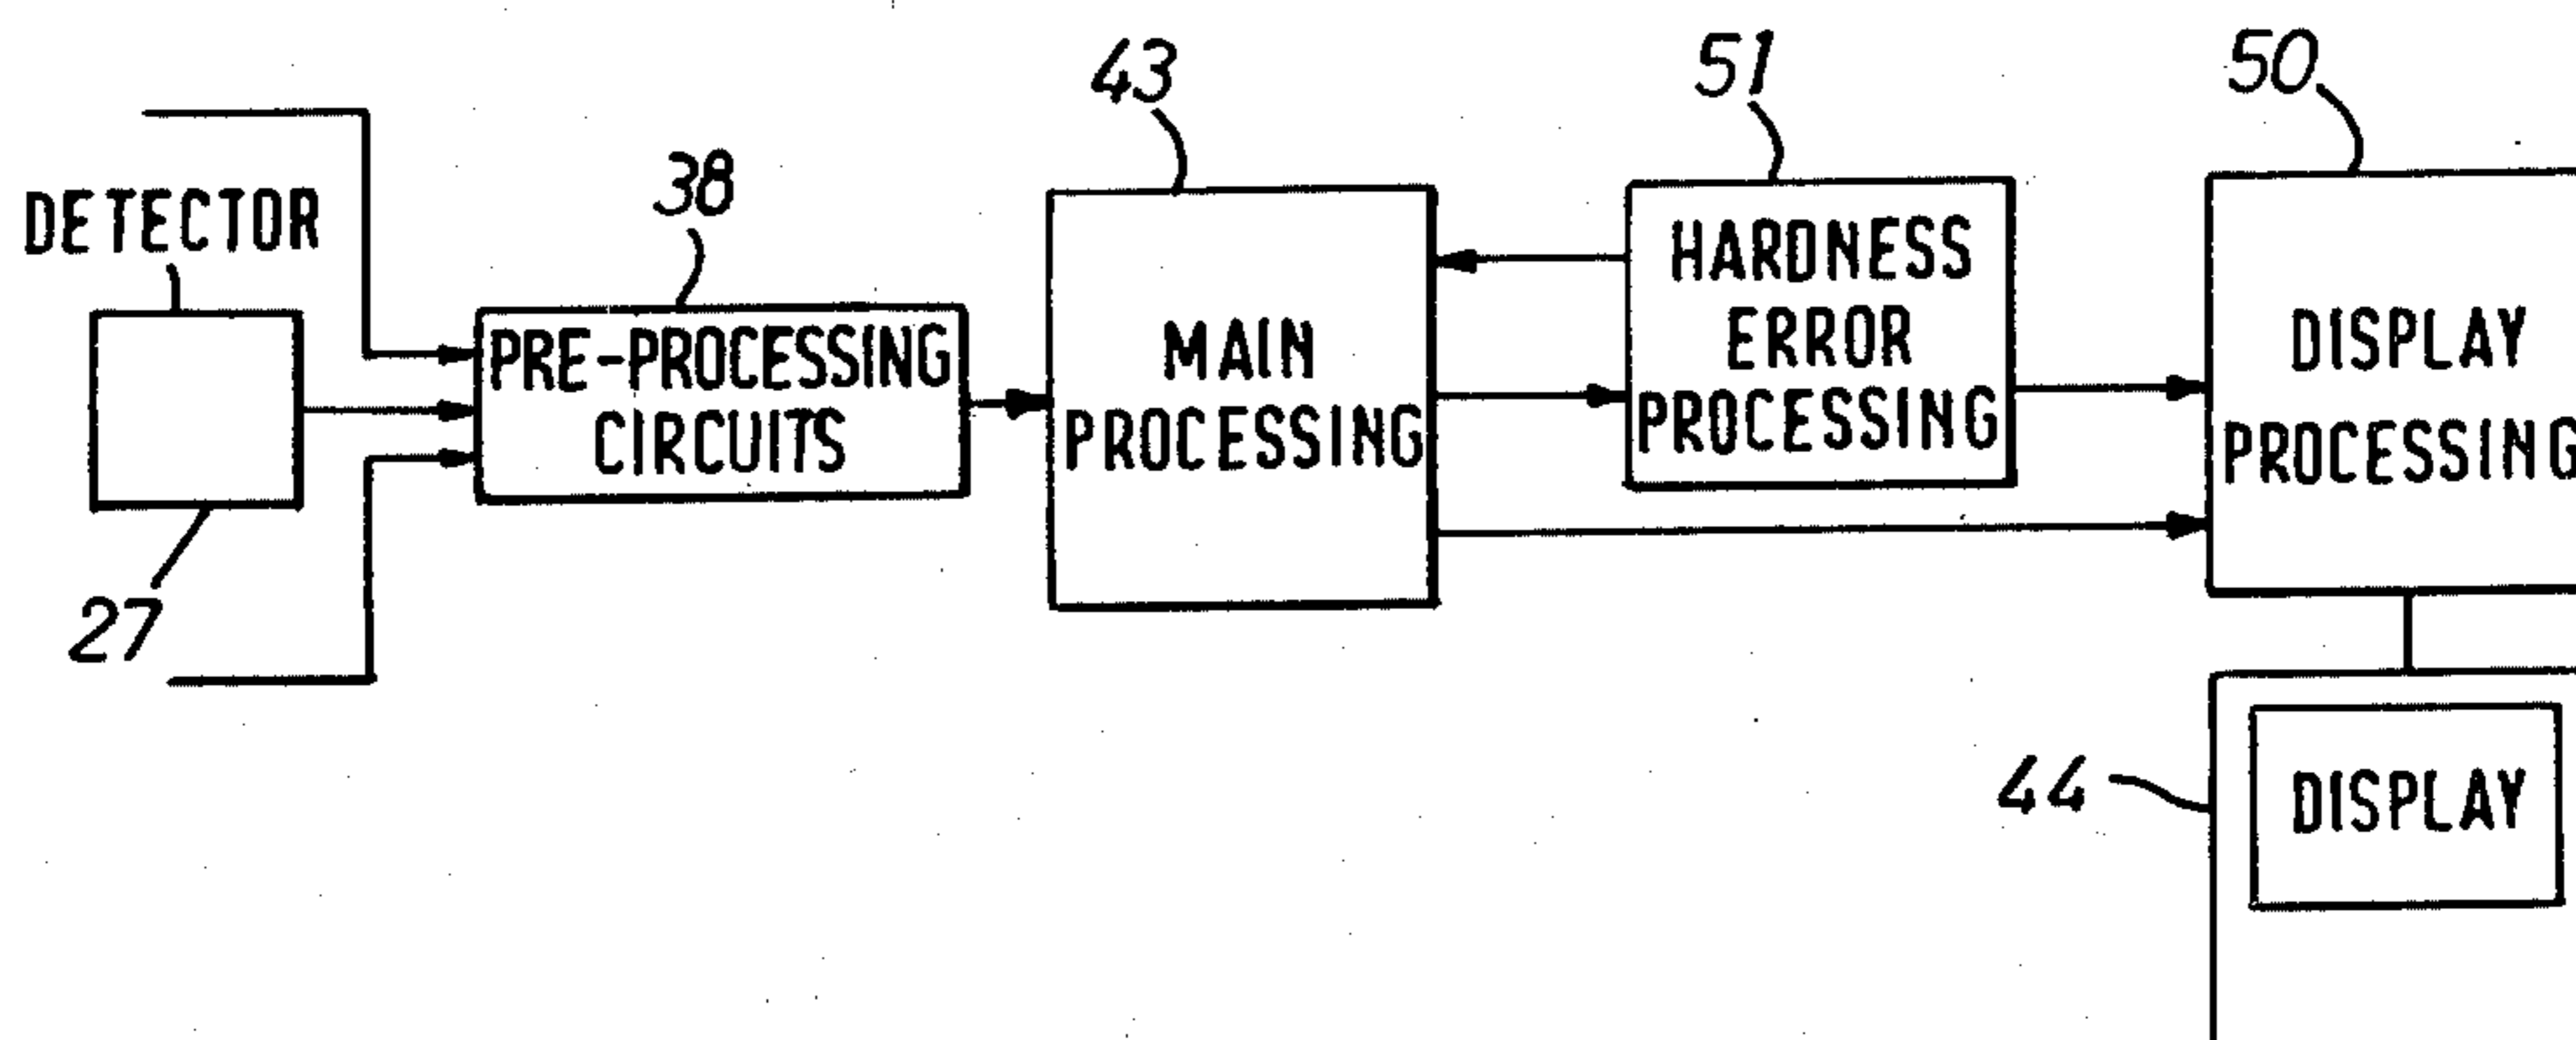 DETECTOR
27
38
PRE-PROCESSING
CIRCUITS
43
MAIN
PROCESSING
51
HARDNESS
ERROR
PROCESSING
50
DISPLAY
PROCESSING
44
DISPLAY